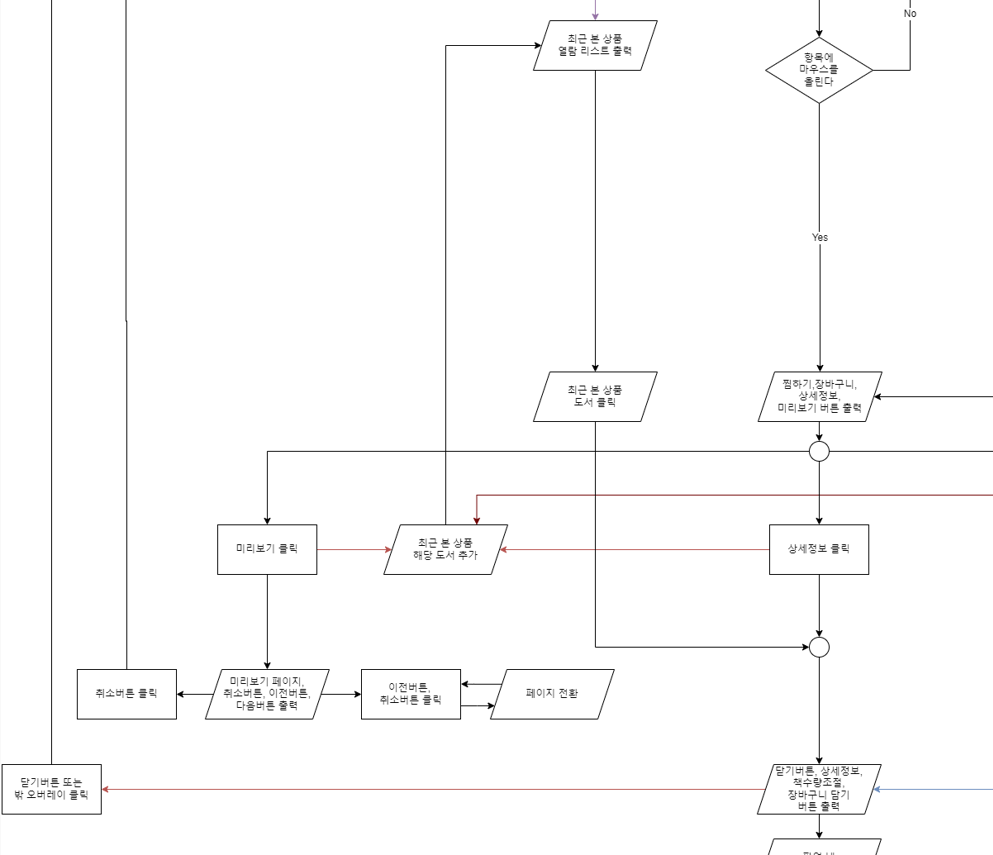 No
최근 본 상품
열람 리스트 출력
항목에
마우스를
올린다
Yes
최근 본 상품
도서 클릭
찜하기,장바구니,
상세정보,
미리보기 버튼 출력
미리보기 클릭
최근 본 상품
해당 도서 추가
상세정보 클릭
취소버튼 클릭
미리보기 페이지,
취소버튼, 이전버튼,
다음버튼 출력
이전버튼,
취소버튼 클릭
페이지 전환
닫기버튼 또는
밖 오버레이 클릭
닫기버튼, 상세정보,
책수량조절,
장바구니 담기
버튼 출력